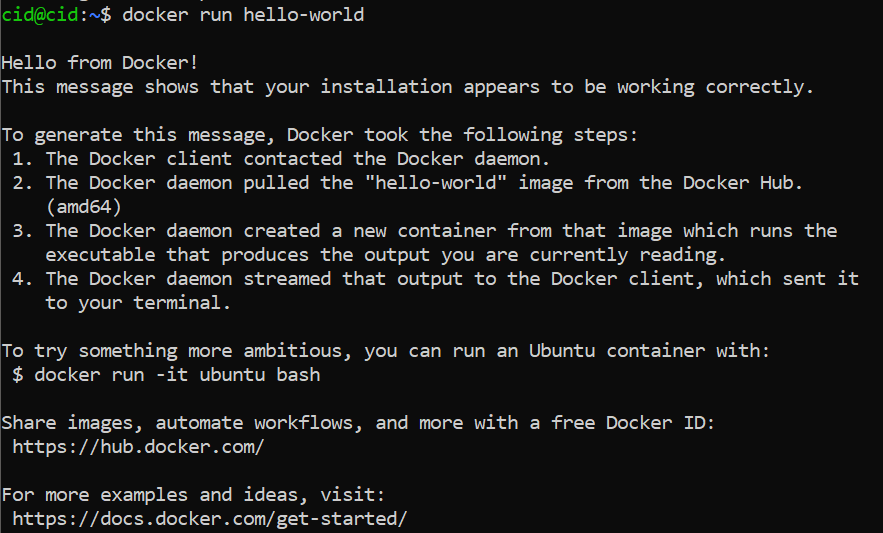 cid@cid:~$ docker run hello-world

Hello from Docker!
This message shows that your installation appears to be working correctly.

To generate this message, Docker took the following steps:
 1. The Docker client contacted the Docker daemon.
 2. The Docker daemon pulled the "hello-world" image from the Docker Hub.
    (amd64)
 3. The Docker daemon created a new container from that image which runs the
    executable that produces the output you are currently reading.
 4. The Docker daemon streamed that output to the Docker client, which sent it
    to your terminal.

To try something more ambitious, you can run an Ubuntu container with:
 $ docker run -it ubuntu bash

Share images, automate workflows, and more with a free Docker ID:
 https://hub.docker.com/

For more examples and ideas, visit:
 https://docs.docker.com/get-started/